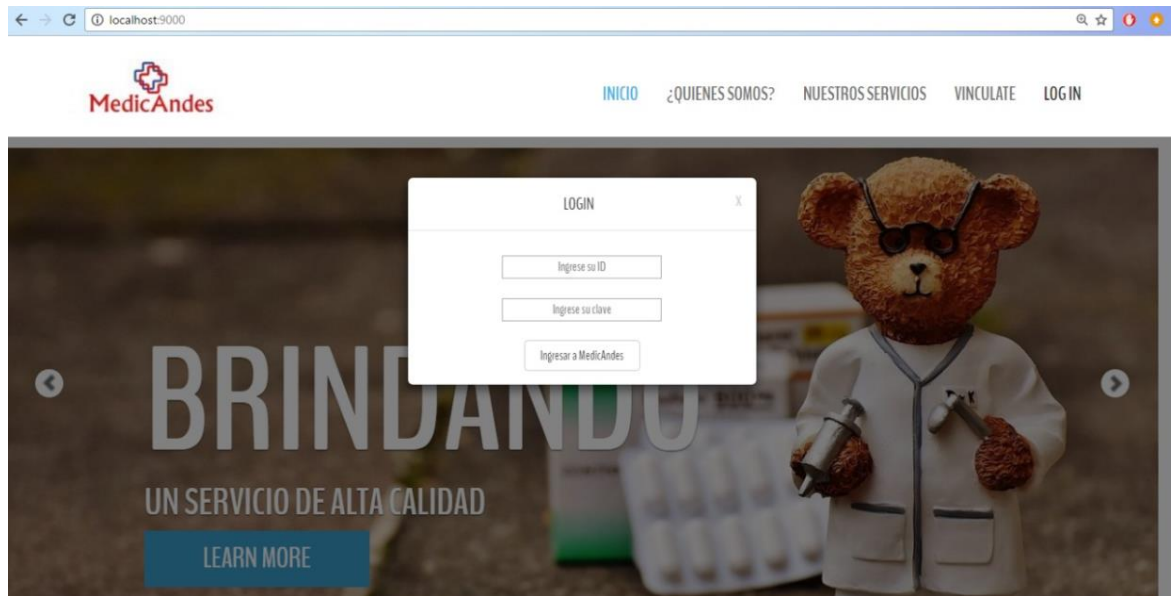 localhost:9000
MedicAndes
INICIO ¿QUIENES SOMOS? NUESTROS SERVICIOS VINCULATE LOG IN
LOGIN X
Ingrese su ID
Ingrese su clave
Ingresar a MedicAndes
BRINDANDO
UN SERVICIO DE ALTA CALIDAD
LEARN MORE